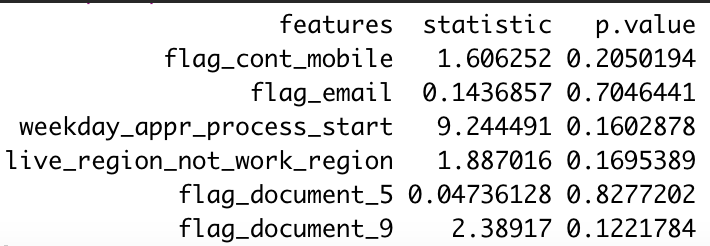 features statistic p.value
flag_cont_mobile 1.606252 0.2050194
flag_email 0.1436857 0.7046441
weekday_appr_process_start 9.244491 0.1602878
live_region_not_work_region 1.887016 0.1695389
flag_document_5 0.04736128 0.8277202
flag_document_9 2.38917 0.1221784